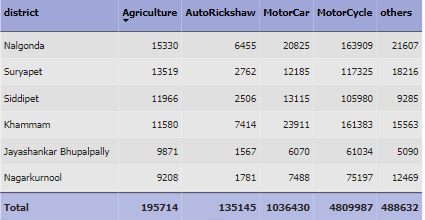 district Agriculture AutoRickshaw MotorCar MotorCycle others
Nalgonda 15330 6455 20825 163909 21607
Suryapet 13519 2762 12185 117325 18216
Siddipet 11966 2506 13115 105980 9285
Khammam 11580 7414 23911 161383 15563
Jayashankar Bhupalpally 9871 1567 6070 61034 5090
Nagarkurnool 9208 1781 7488 75197 12469
Total 195714 135145 1036430 4809987 488632